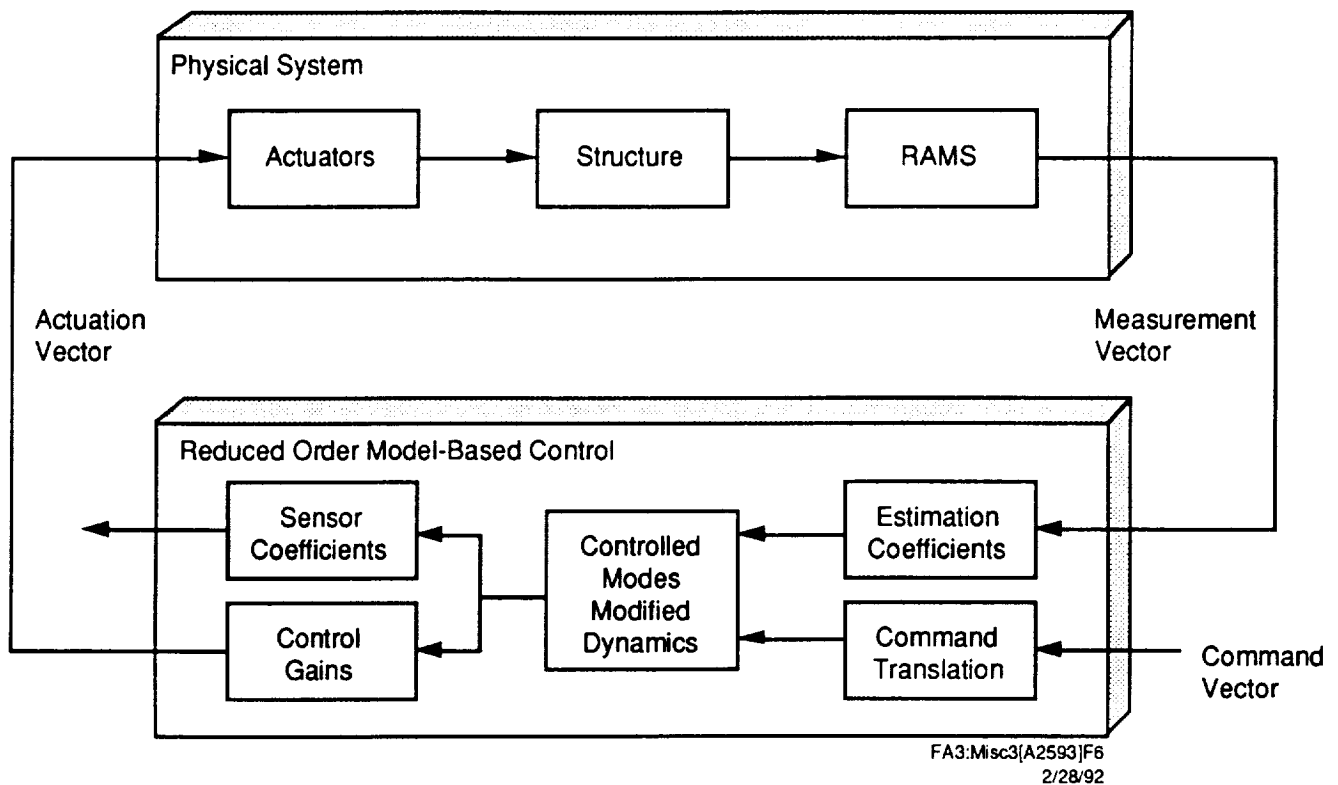 Physical System
Actuators
Structure
RAMS
Actuation
Vector
Measurement
Vector
Reduced Order Model-Based Control
Sensor
Coefficients
Controlled
Modes
Modified
Dynamics
Estimation
Coefficients
Control
Gains
Command
Translation
Command
Vector
FA3:Misc3[A2593]F6
2/28/92